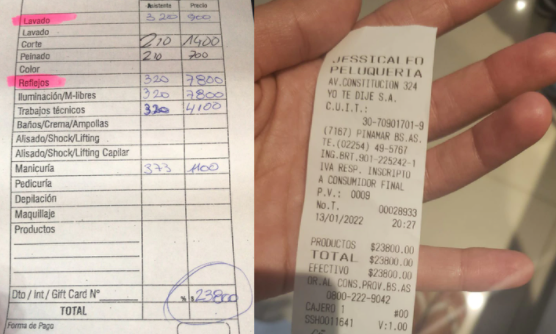 Asistente Precio
Lavado 320 900
Lavado
Corte 210 1400
Peinado 210 700
Color
Reflejos 320 7800
Iluminación/M-libres 320 7800
Trabajos técnicos 320 4100
Baños/Crema/Ampollas
Alisado/Shock/Lifting
Alisado/Shock/Lifting Capilar
Manicuría 373 1100
Pedicuría
Depilación
Maquillaje
Productos
Dto / Int / Gift Card N°
TOTAL $ 23800
Forma de Pago
JESSICALFO
PELUQUERIA
AV.CONSTITUCION 324
YO TE DIJE S.A.
C.U.I.T.:
30-70901701-9
(7167) PINAMAR BS.AS.
TE.(02254) 49-5767
ING.BRT.901-225242-1
IVA RESP. INSCRIPTO
A CONSUMIDOR FINAL
P.V.: 0009
No.T. 00028933
13/01/2022 20:27
PRODUCTOS $23800.00
TOTAL $23800.00
EFECTIVO $23800.00
OR.AL CONS.PROV.BS.AS
0800-222-9042
CAJERO 1 #00
SSH0011641 V:1.00